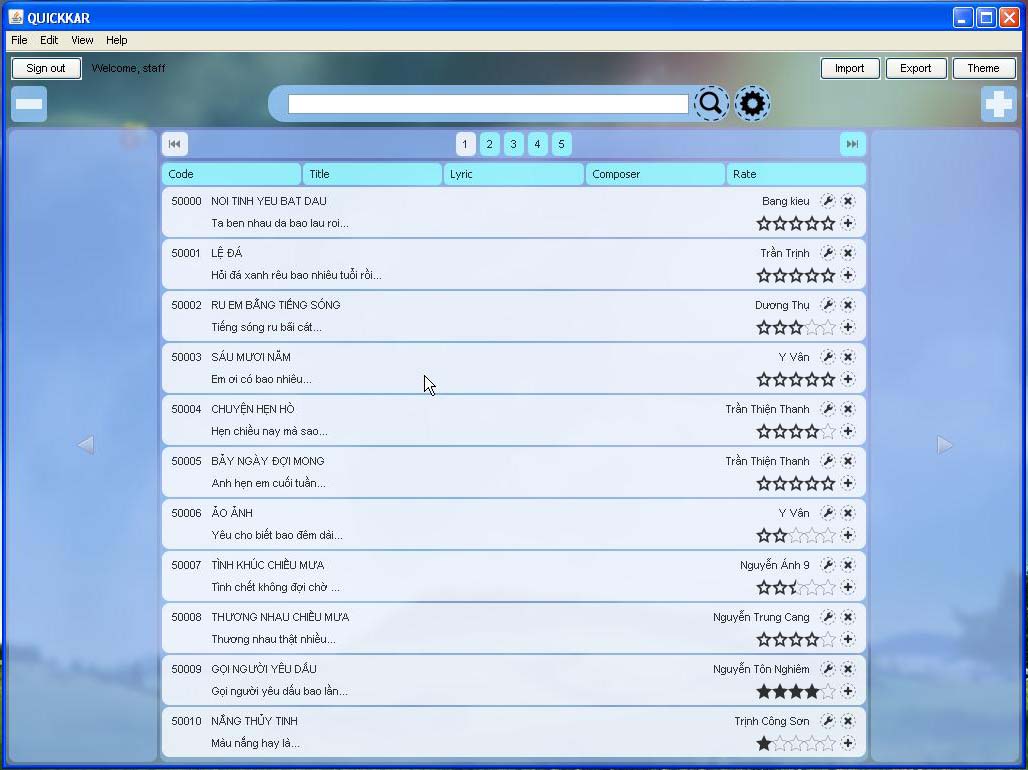 QUICKKAR
File Edit View Help
Sign out Welcome, staff Import Export Theme
1 2 3 4 5
Code Title Lyric Composer Rate
50000 NOI TINH YEU BAT DAU Bang kieu
Ta ben nhau da bao lau roi...
50001 LỆ ĐÁ Trần Trịnh
Hỏi đá xanh rêu bao nhiêu tuổi rồi...
50002 RU EM BẰNG TIẾNG SÓNG Dương Thụ
Tiếng sóng ru bãi cát...
50003 SÁU MƯƠI NĂM Y Vân
Em ơi có bao nhiêu...
50004 CHUYỆN HẸN HÒ Trần Thiện Thanh
Hẹn chiều nay mà sao...
50005 BẢY NGÀY ĐỢI MONG Trần Thiện Thanh
Anh hẹn em cuối tuần...
50006 ẢO ẢNH Y Vân
Yêu cho biết bao đêm dài...
50007 TÌNH KHÚC CHIỀU MƯA Nguyễn Ánh 9
Tình chết không đợi chờ ...
50008 THƯƠNG NHAU CHIỀU MƯA Nguyễn Trung Cang
Thương nhau thật nhiều...
50009 GỌI NGƯỜI YÊU DẤU Nguyễn Tôn Nghiêm
Gọi người yêu dấu bao lần...
50010 NẮNG THỦY TINH Trịnh Công Sơn
Màu nắng hay là...